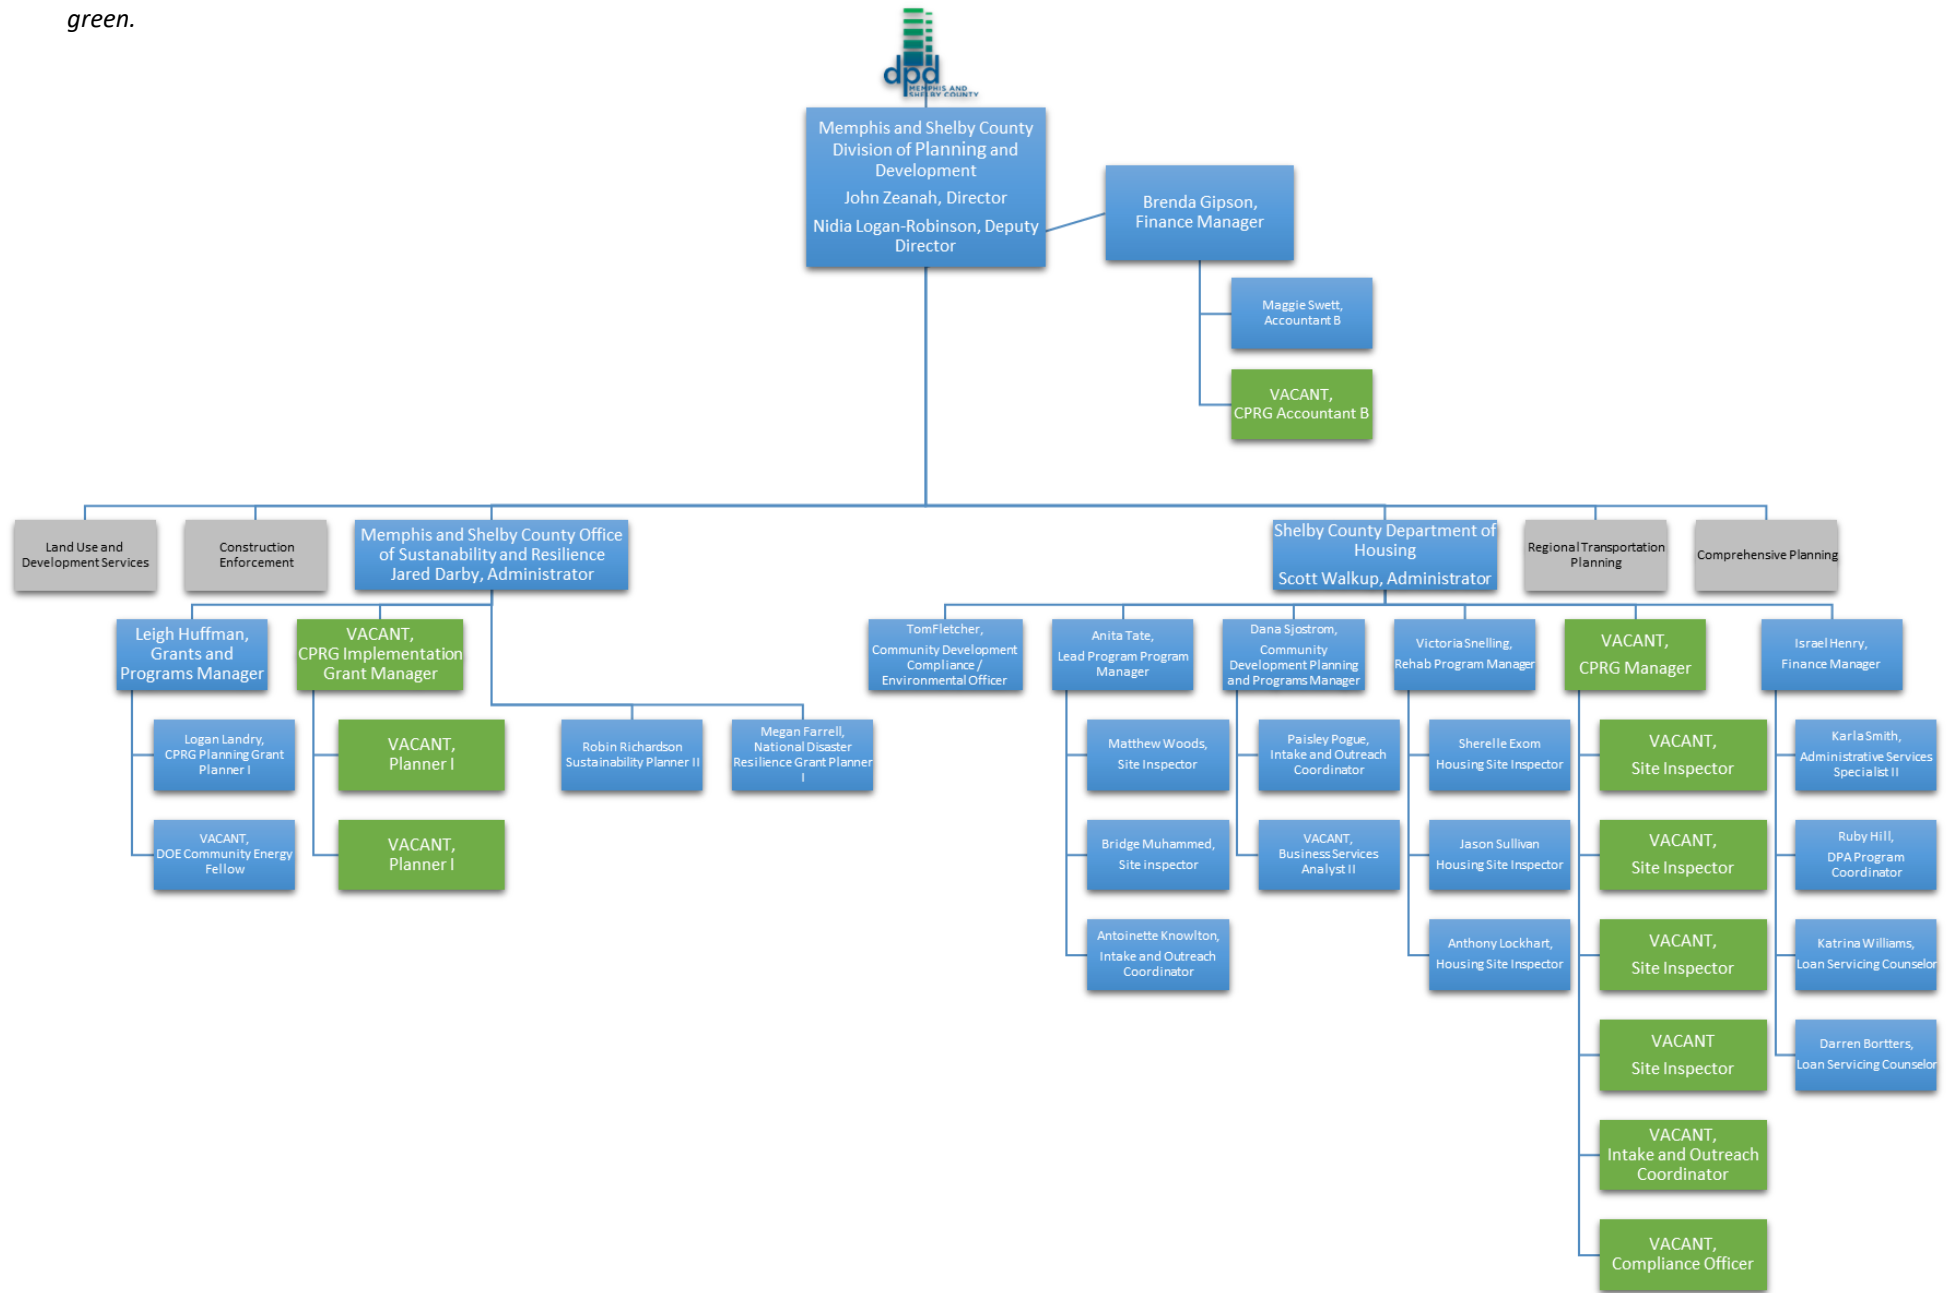 green.
dpd
MEMPHIS AND
SHELBY COUNTY
Memphis and Shelby County
Division of Planning and
Development
John Zeanah, Director
Nidia Logan-Robinson, Deputy
Director
Brenda Gipson,
Finance Manager
Maggie Swett,
Accountant B
VACANT,
CPRG Accountant B
Land Use and
Development Services
Construction
Enforcement
Memphis and Shelby County Office
of Sustanability and Resilience
Jared Darby, Administrator
Shelby County Department of
Housing
Scott Walkup, Administrator
Regional Transportation
Planning
Comprehensive Planning
Leigh Huffman,
Grants and
Programs Manager
VACANT,
CPRG Implementation
Grant Manager
Logan Landry,
CPRG Planning Grant
Planner I
VACANT,
DOE Community Energy
Fellow
VACANT,
Planner I
VACANT,
Planner I
Robin Richardson
Sustainability Planner II
Megan Farrell,
National Disaster
Resilience Grant Planner
I
TomFletcher,
Community Development
Compliance /
Environmental Officer
Anita Tate,
Lead Program Program
Manager
Matthew Woods,
Site Inspector
Bridge Muhammed,
Site inspector
Antoinette Knowlton,
Intake and Outreach
Coordinator
Dana Sjostrom,
Community
Development Planning
and Programs Manager
Paisley Pogue,
Intake and Outreach
Coordinator
VACANT,
Business Services
Analyst II
Victoria Snelling,
Rehab Program Manager
Sherelle Exom
Housing Site Inspector
Jason Sullivan
Housing Site Inspector
Anthony Lockhart,
Housing Site Inspector
VACANT,
CPRG Manager
VACANT,
Site Inspector
VACANT,
Site Inspector
VACANT,
Site Inspector
VACANT
Site Inspector
VACANT,
Intake and Outreach
Coordinator
VACANT,
Compliance Officer
Israel Henry,
Finance Manager
Karla Smith,
Administrative Services
Specialist II
Ruby Hill,
DPA Program
Coordinator
Katrina Williams,
Loan Servicing Counselor
Darren Bortters,
Loan Servicing Counselor